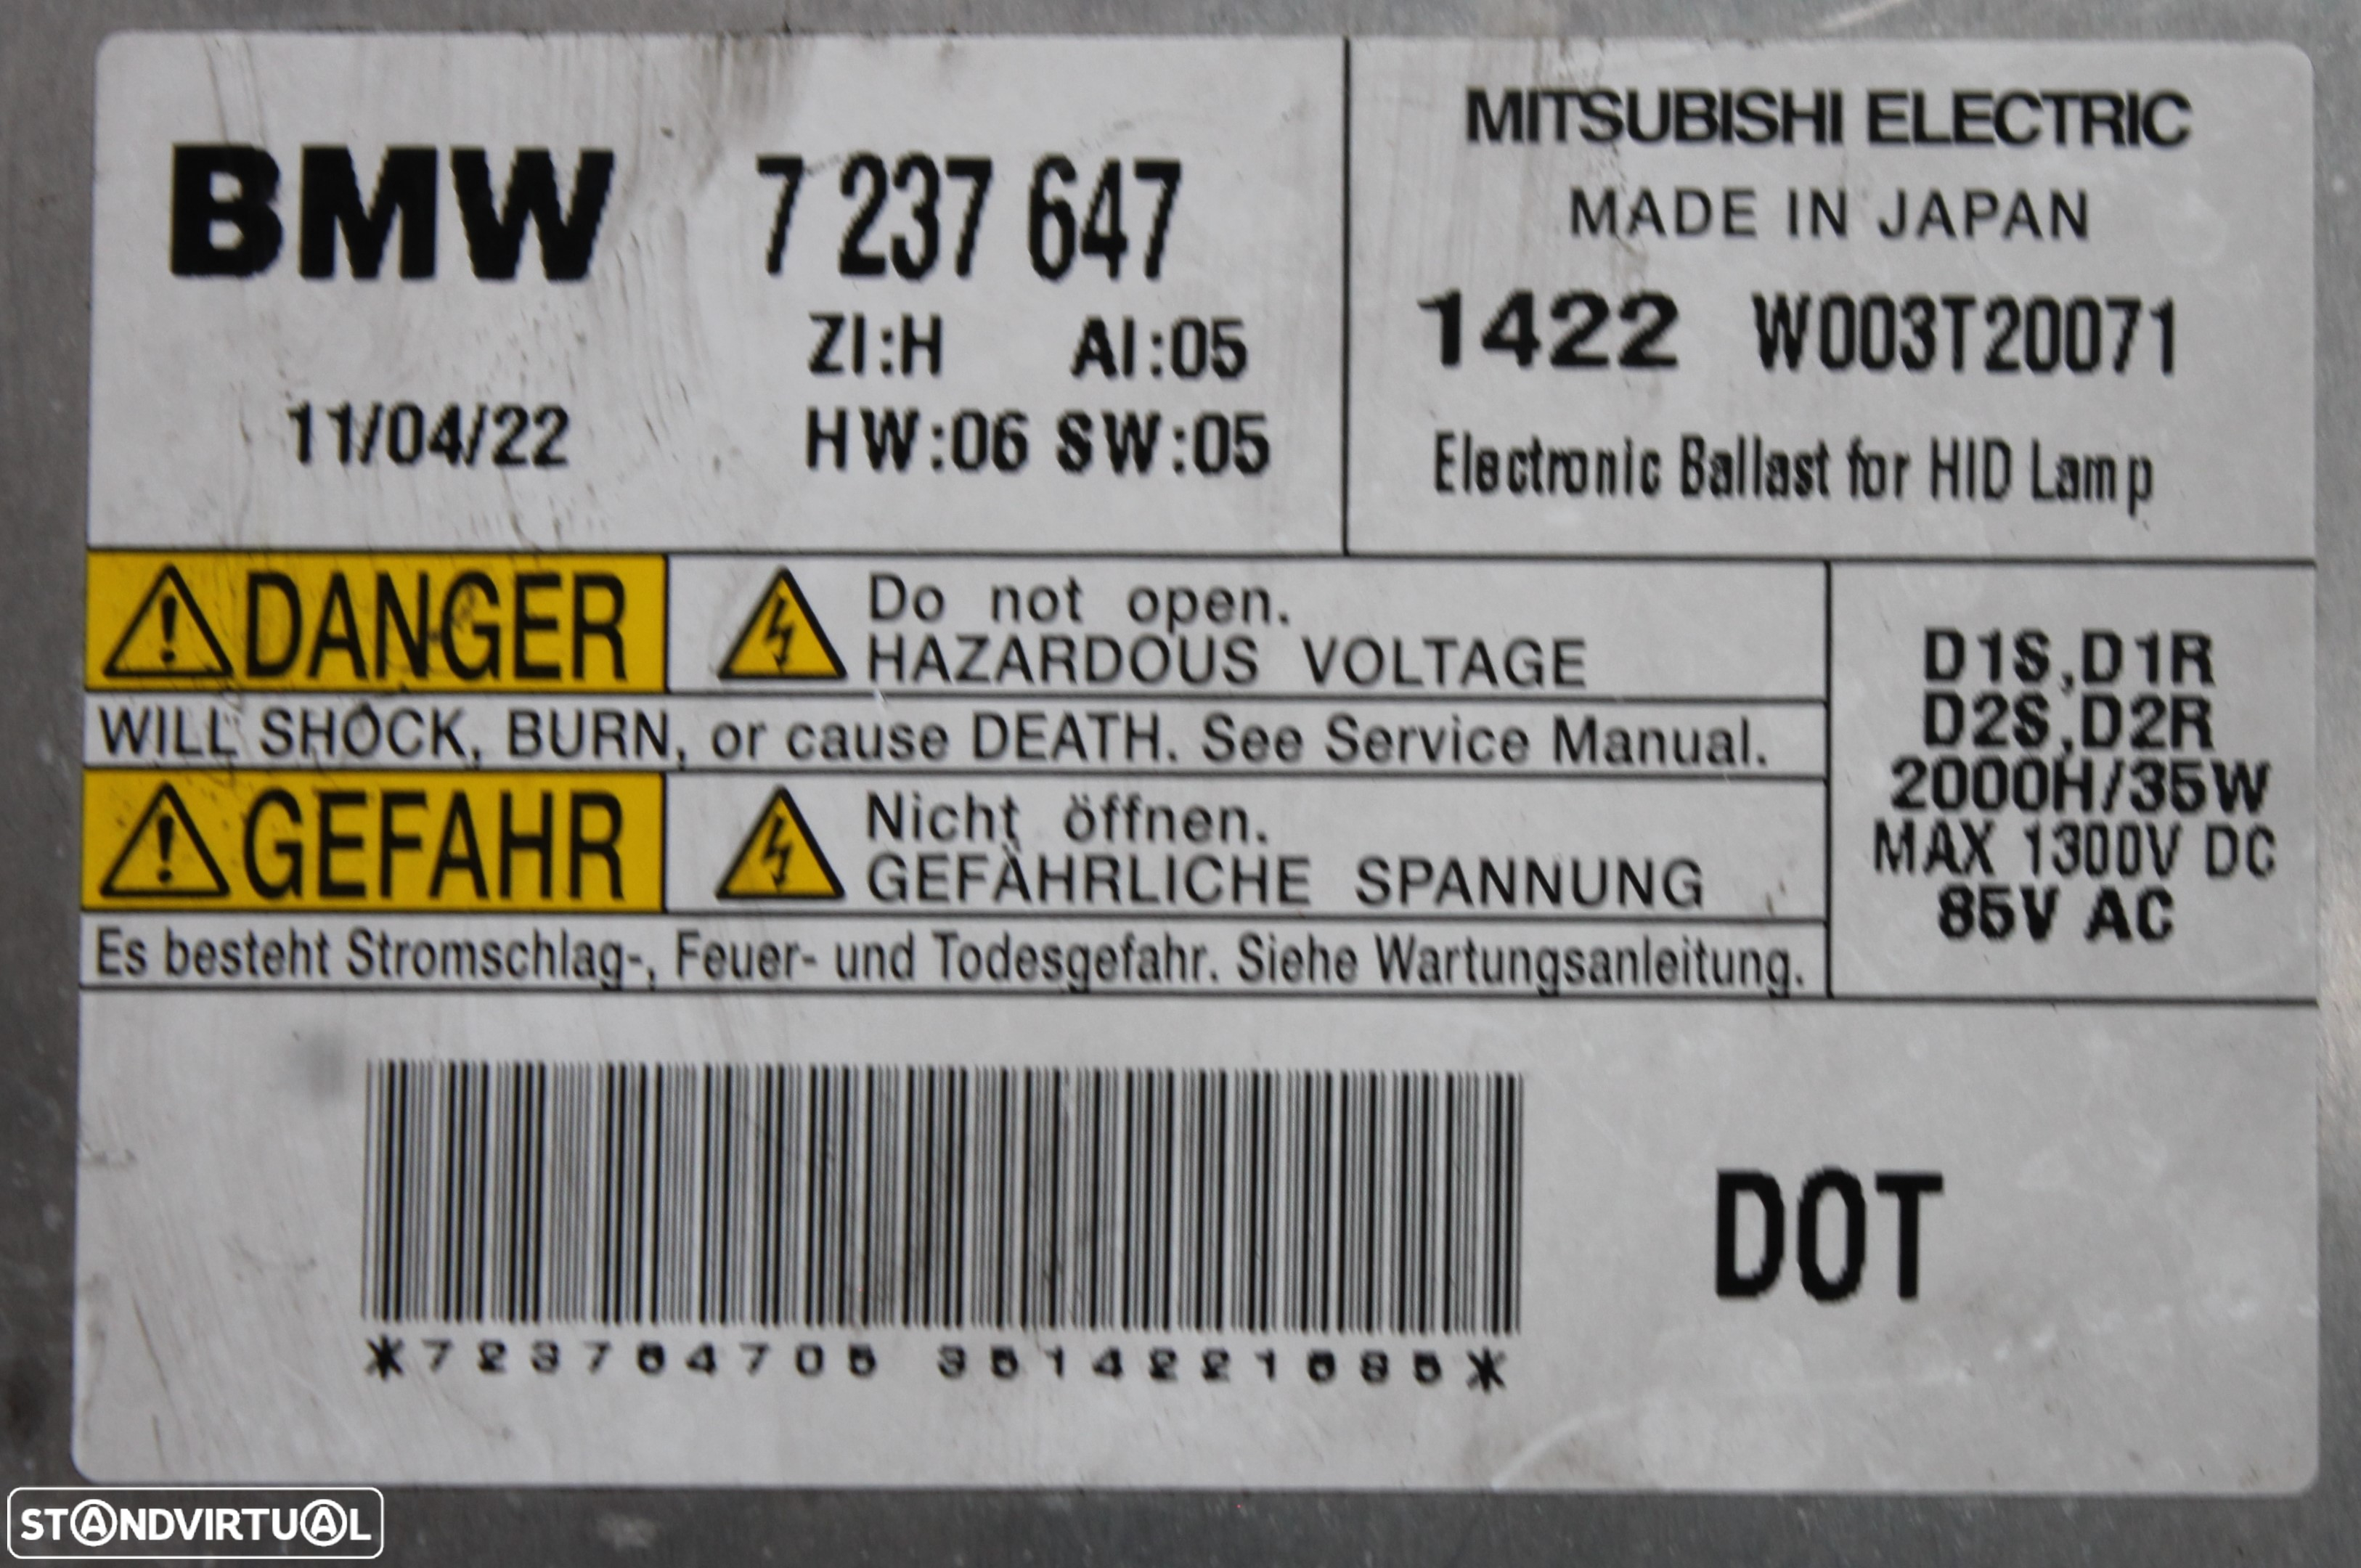 BMW 7 237 647
ZI:H AI:05
11/04/22 HW:06 SW:05
MITSUBISHI ELECTRIC
MADE IN JAPAN
1422 W003T20071
Electronic Ballast for HID Lamp
DANGER
Do not open.
HAZARDOUS VOLTAGE
WILL SHOCK, BURN, or cause DEATH. See Service Manual.
GEFAHR
Nicht öffnen.
GEFÄHRLICHE SPANNUNG
Es besteht Stromschlag-, Feuer- und Todesgefahr. Siehe Wartungsanleitung.
D1S,D1R
D2S,D2R
2000H/35W
MAX 1300V DC
85V AC
DOT
STANDVIRTUAL